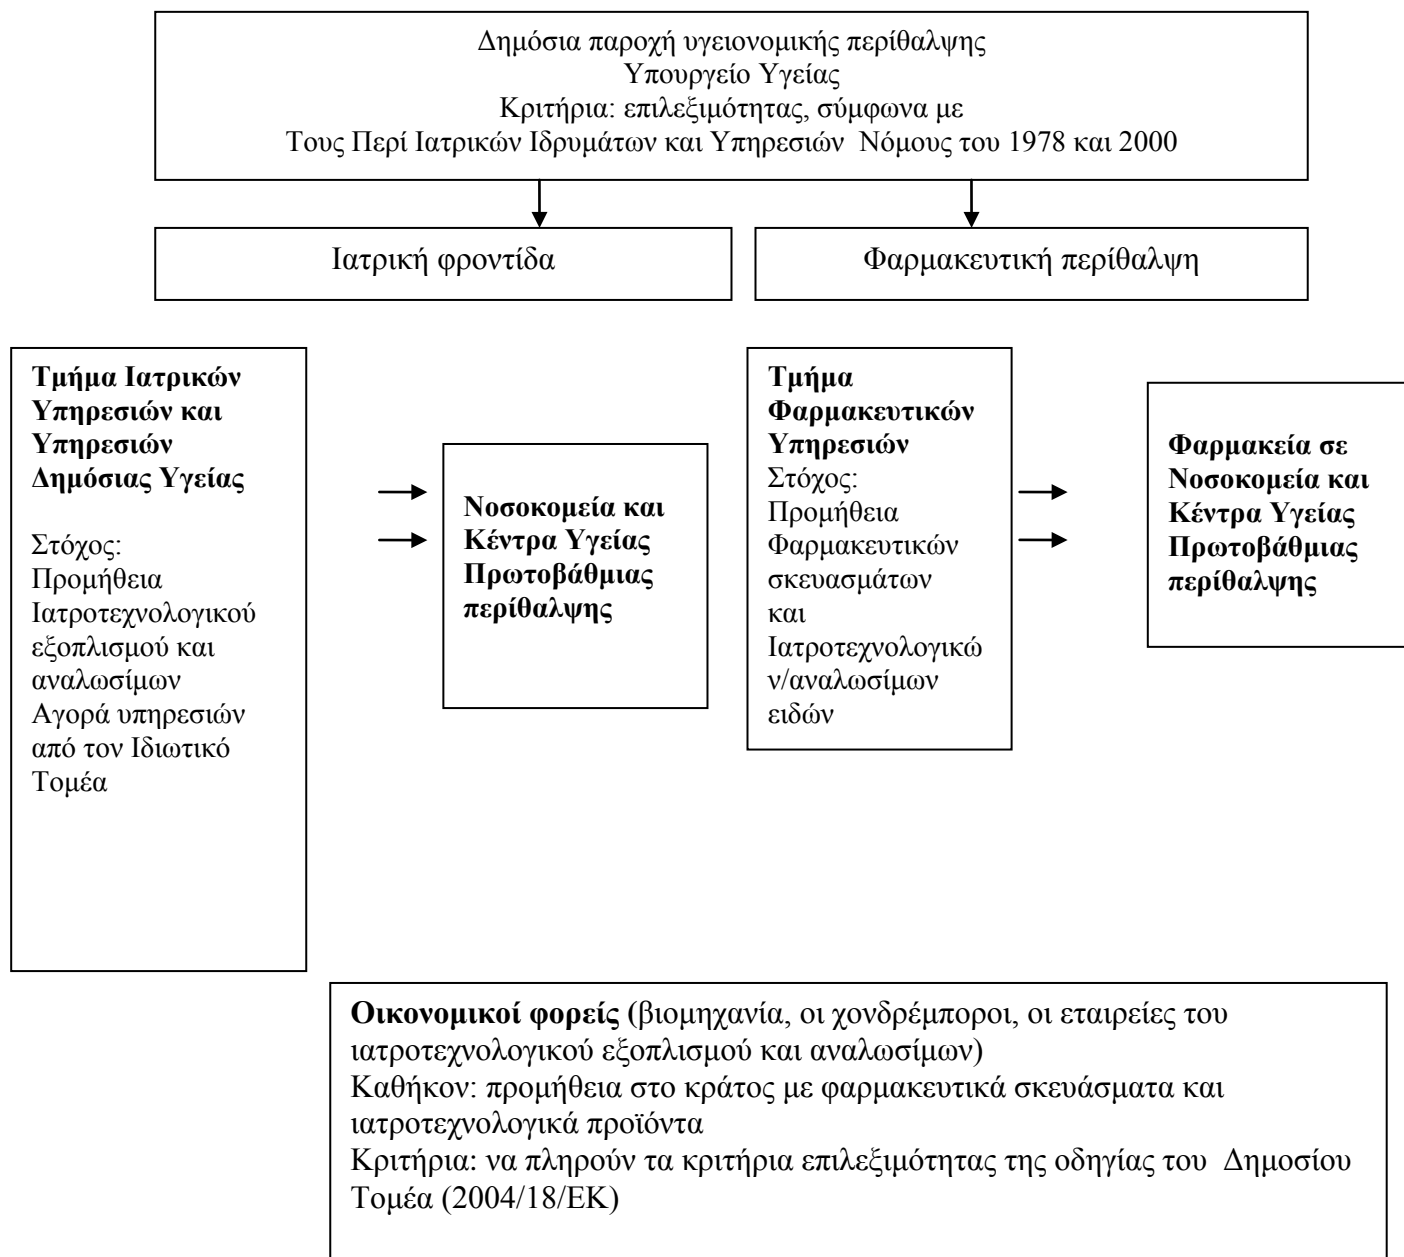 Δημόσια παροχή υγειονομικής περίθαλψης
Υπουργείο Υγείας
Κριτήρια: επιλεξιμότητας, σύμφωνα με
Τους Περί Ιατρικών Ιδρυμάτων και Υπηρεσιών Νόμους του 1978 και 2000
Ιατρική φροντίδα
Φαρμακευτική περίθαλψη
Τμήμα Ιατρικών
Υπηρεσιών και
Υπηρεσιών
Δημόσιας Υγείας
Στόχος:
Προμήθεια
Ιατροτεχνολογικού
εξοπλισμού και
αναλωσίμων
Αγορά υπηρεσιών
από τον Ιδιωτικό
Τομέα
Νοσοκομεία και
Κέντρα Υγείας
Πρωτοβάθμιας
περίθαλψης
Τμήμα
Φαρμακευτικών
Υπηρεσιών
Στόχος:
Προμήθεια
Φαρμακευτικών
σκευασμάτων
και
Ιατροτεχνολογικώ
ν/αναλωσίμων
ειδών
Φαρμακεία σε
Νοσοκομεία και
Κέντρα Υγείας
Πρωτοβάθμιας
περίθαλψης
Οικονομικοί φορείς (βιομηχανία, οι χονδρέμποροι, οι εταιρείες του
ιατροτεχνολογικού εξοπλισμού και αναλωσίμων)
Καθήκον: προμήθεια στο κράτος με φαρμακευτικά σκευάσματα και
ιατροτεχνολογικά προϊόντα
Κριτήρια: να πληρούν τα κριτήρια επιλεξιμότητας της οδηγίας του Δημοσίου
Τομέα (2004/18/ΕΚ)